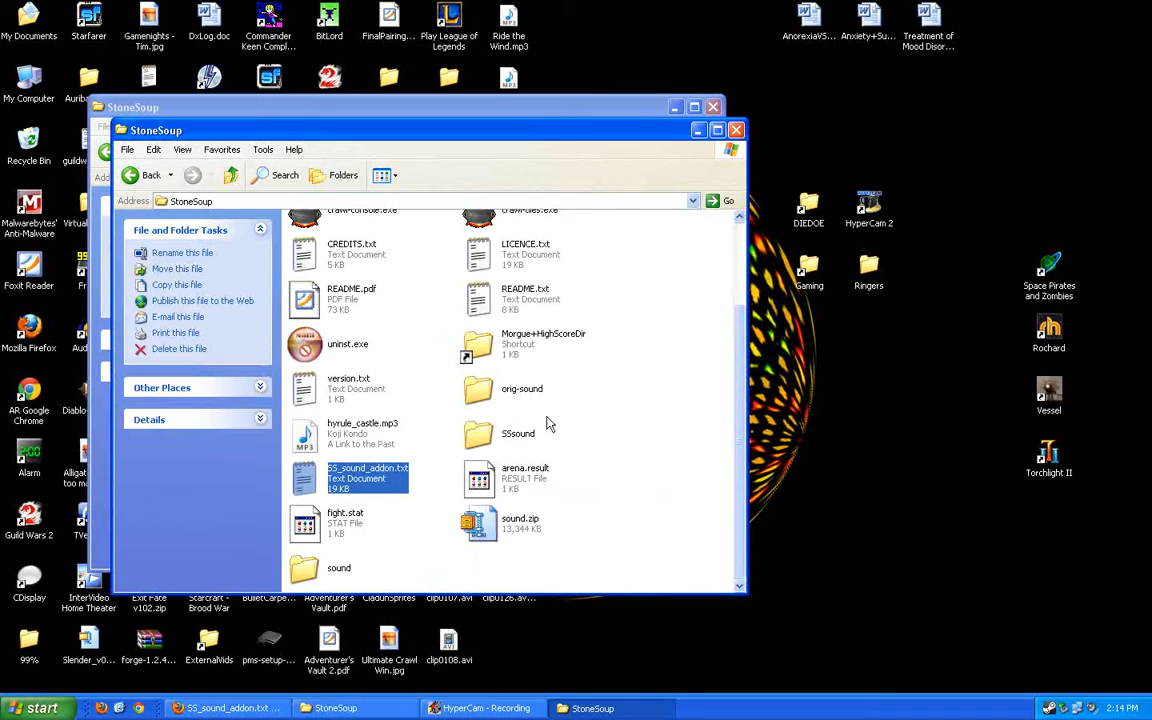 My Documents
Starfarer
Gamenights -
Tim.jpg
DxLog.doc
Commander
Keen Compl...
BitLord
FinalPairing...
Play League of
Legends
Ride the
Wind.mp3
AnorexiaVS...
Anxiety+Su...
Treatment of
Mood Disor...
My Computer
Recycle Bin
Malwarebytes'
Anti-Malware
Foxit Reader
Mozilla Firefox
AR Google
Chrome
Alarm
Guild Wars 2
CDisplay
99%
StoneSoup
StoneSoup
File
Edit
View
Favorites
Tools
Help
Back
Search
Folders
Address
StoneSoup
Go
File and Folder Tasks
Rename this file
Move this file
Copy this file
Publish this file to the Web
E-mail this file
Print this file
Delete this file
Other Places
Details
crawl-console.exe
crawl-tiles.exe
CREDITS.txt
Text Document
5 KB
LICENCE.txt
Text Document
19 KB
README.pdf
PDF File
73 KB
README.txt
Text Document
8 KB
uninst.exe
Morgue+HighScoreDir
Shortcut
1 KB
version.txt
Text Document
1 KB
orig-sound
hyrule_castle.mp3
Koji Kondo
A Link to the Past
SSsound
SS_sound_addon.txt
Text Document
19 KB
arena.result
RESULT File
1 KB
fight.stat
STAT File
1 KB
sound.zip
13,344 KB
sound
DIEDOE
HyperCam 2
Gaming
Ringers
Space Pirates
and Zombies
Rochard
Vessel
Torchlight II
InterVideo
Home Theater
Exit Fate
v102.zip
Starcraft -
Brood War
BulletCarpe...
Adventurer's
Vault.pdf
CladunSprites
clip0107.avi
clip0126.av...
Slender_v0...
forge-1.2.4...
ExternalVids
pms-setup-...
Adventurer's
Vault 2.pdf
Ultimate Crawl
Win.jpg
clip0108.avi
start
SS_sound_addon.txt ...
StoneSoup
HyperCam - Recording
StoneSoup
2:14 PM